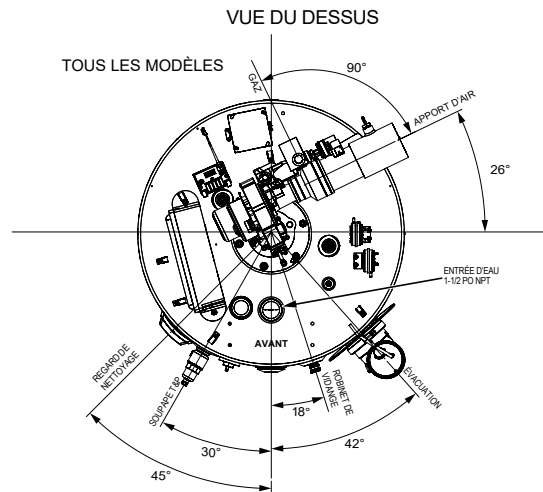 VUE DU DESSUS
TOUS LES MODÈLES
GAZ
90°
APPORT D'AIR
26°
ENTRÉE D'EAU
1-1/2 PO NPT
AVANT
REGARD DE
NETTOYAGE
SOUPAPE T&P
ROBINET DE
VIDANGE
ÉVACUATION
18°
30°
42°
45°